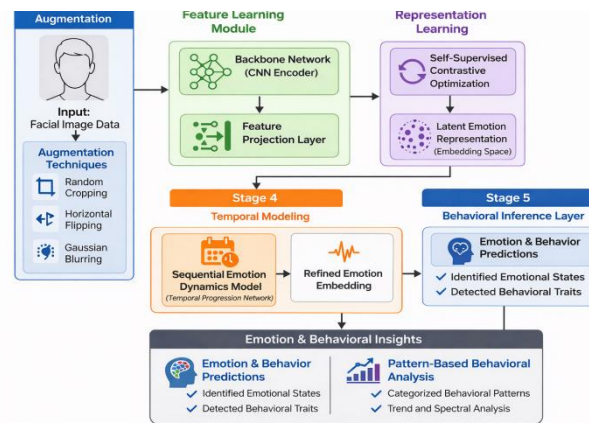 Augmentation
Input:
Facial Image Data
Augmentation
Techniques
Random
Cropping
Horizontal
Flipping
Gaussian
Blurring
Feature Learning
Module
Backbone Network
(CNN Encoder)
Feature
Projection Layer
Representation
Learning
Self-Supervised
Contrastive
Optimization
Latent Emotion
Representation
(Embedding Space)
Stage 4
Temporal Modeling
Sequential Emotion
Dynamics Model
(Temporal Progression Network)
Refined Emotion
Embedding
Stage 5
Behavioral Inference Layer
Emotion & Behavior
Predictions
✓ Identified Emotional States
✓ Detected Behavioral Traits
Emotion & Behavioral Insights
Emotion & Behavior
Predictions
✓ Identified Emotional States
✓ Detected Behavioral Traits
Pattern-Based Behavioral
Analysis
✓ Categorized Behavioral Patterns
✓ Trend and Spectral Analysis